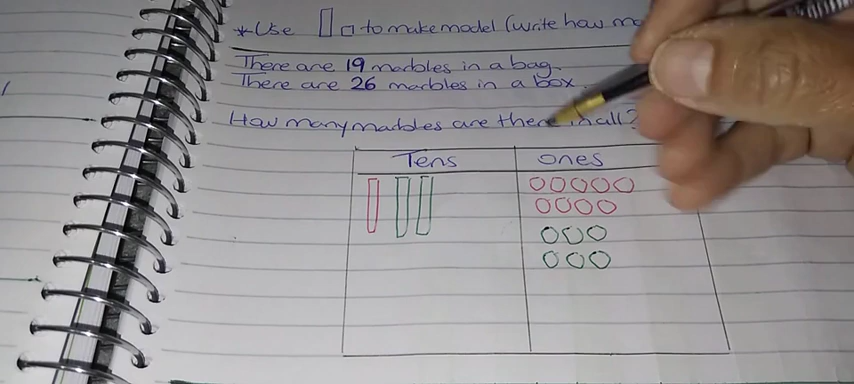 *Use ▯ ▫ to make model (write how
There are 19 marbles in a bag.
There are 26 marbles in a box.
How many marbles are there in all?
Tens ones